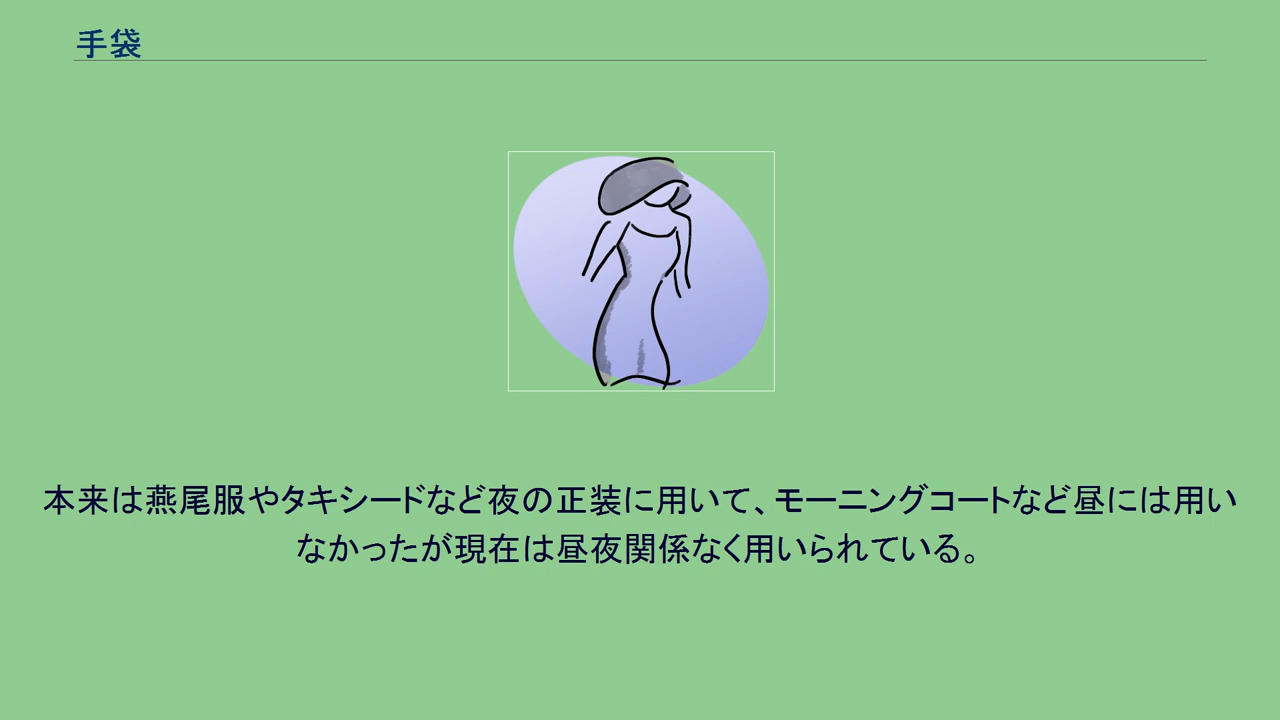 手袋
本来は燕尾服やタキシードなど夜の正装に用いて、モーニングコートなど昼には用い
なかったが現在は昼夜関係なく用いられている。